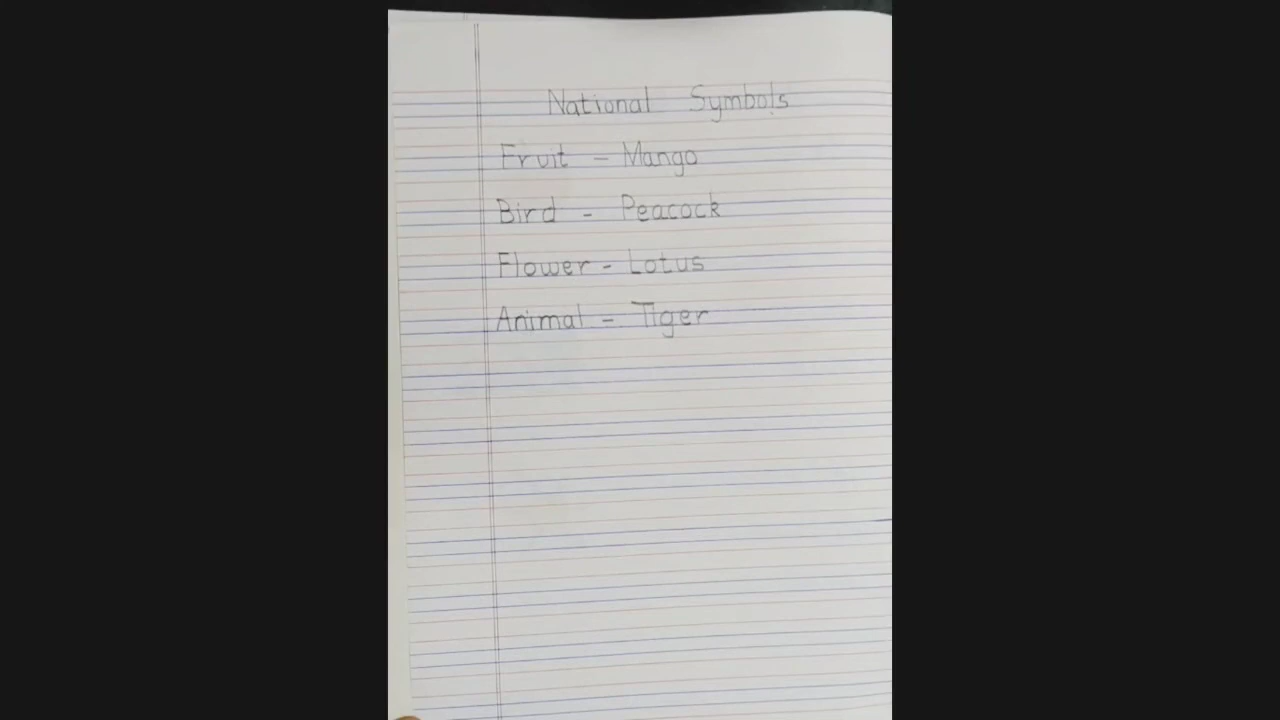 National Symbols
Fruit - Mango
Bird - Peacock
Flower - Lotus
Animal - Tiger